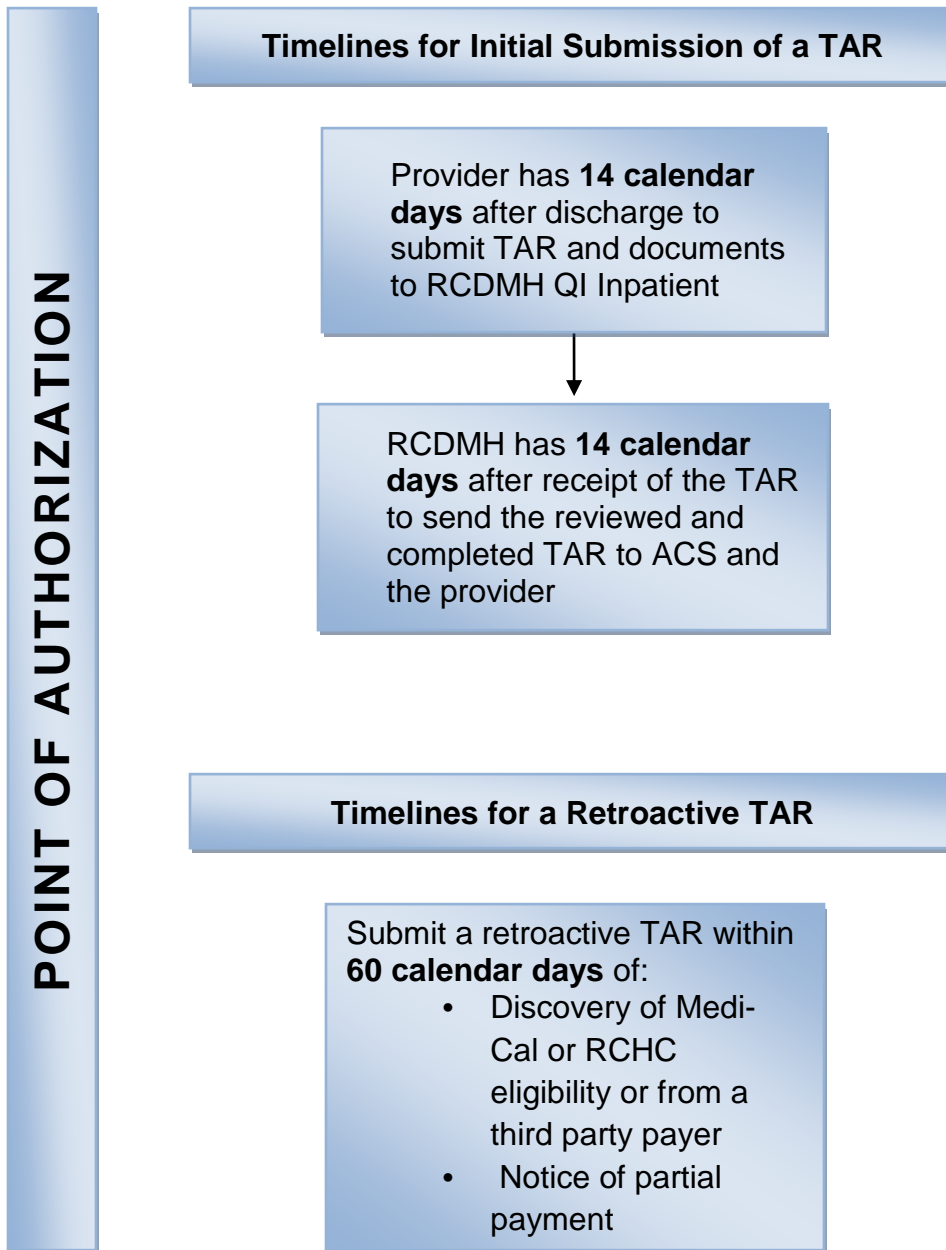 POINT OF AUTHORIZATION
Timelines for Initial Submission of a TAR
Provider has 14 calendar
days after discharge to
submit TAR and documents
to RCDMH QI Inpatient
RCDMH has 14 calendar
days after receipt of the TAR
to send the reviewed and
completed TAR to ACS and
the provider
Timelines for a Retroactive TAR
Submit a retroactive TAR within
60 calendar days of:
• Discovery of Medi-
Cal or RCHC
eligibility or from a
third party payer
• Notice of partial
payment